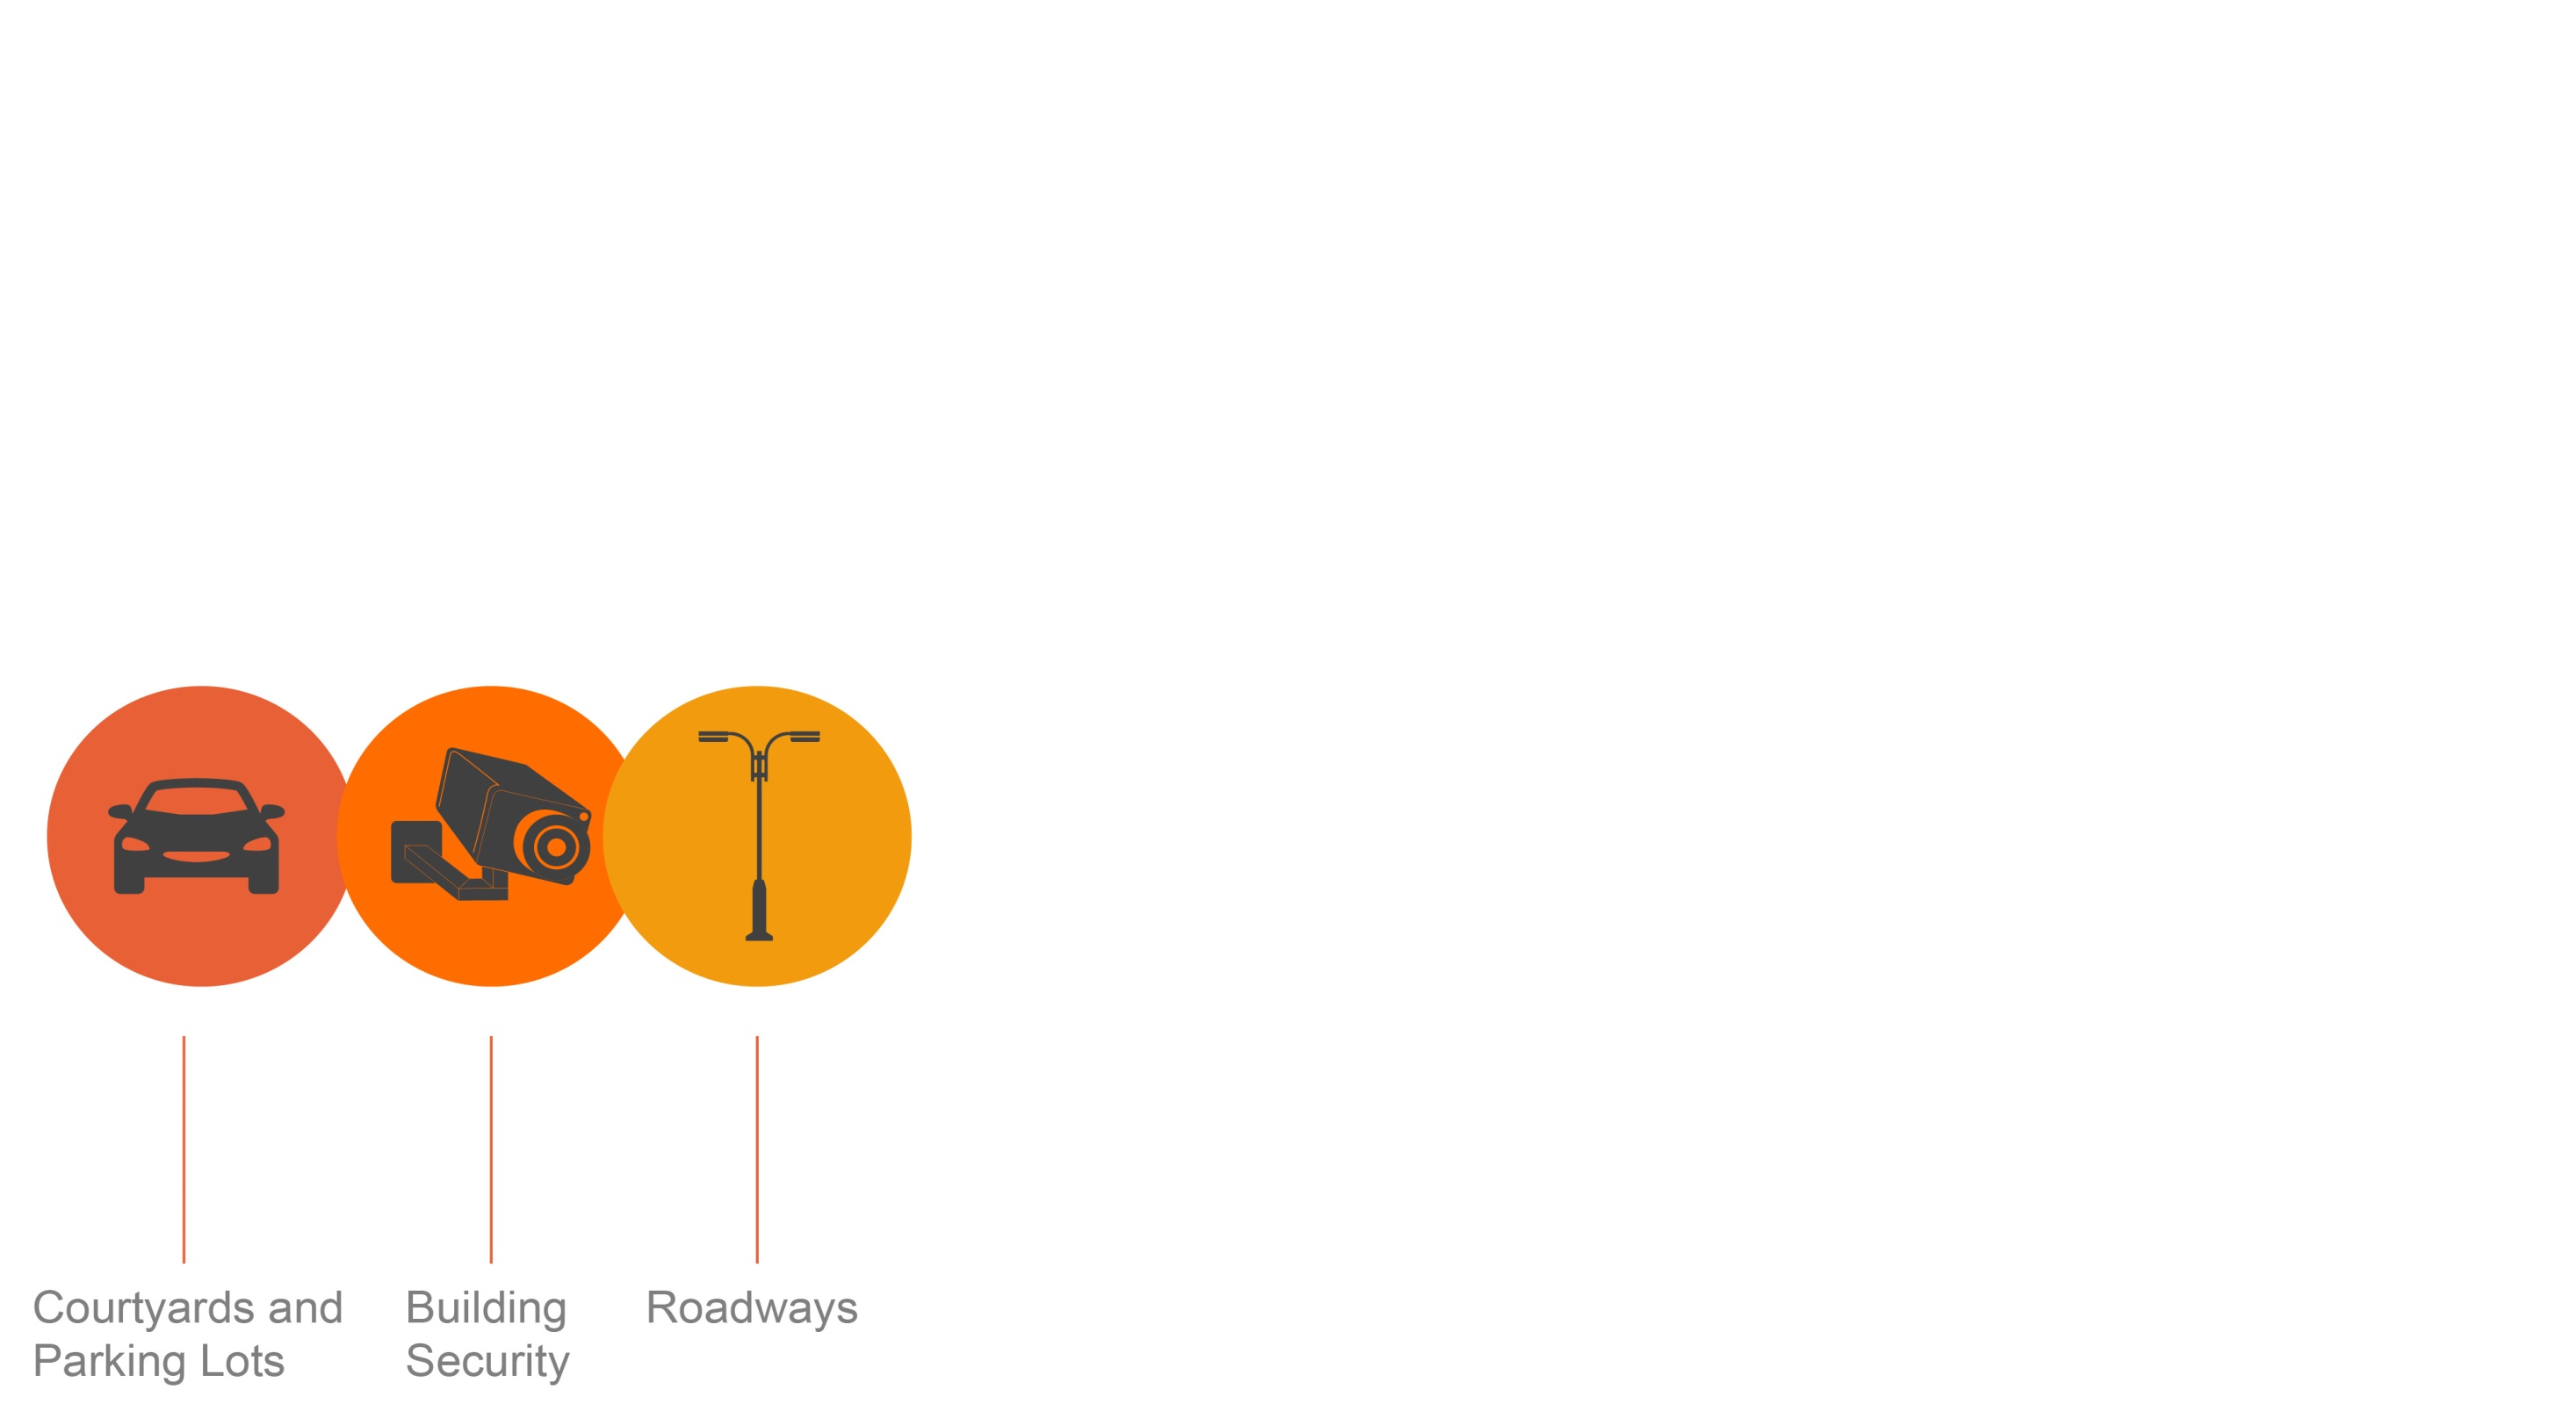 Courtyards and
Parking Lots
Building
Security
Roadways